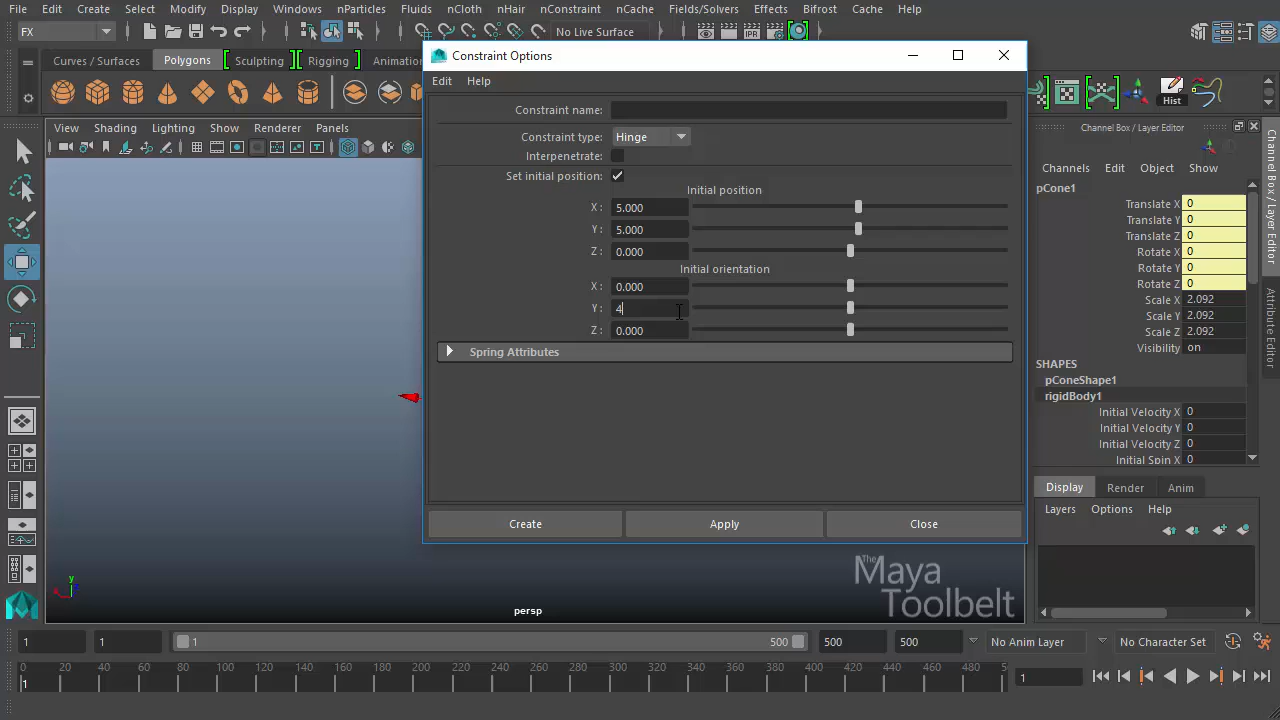 File Edit Create Select Modify Display Windows nParticles Fluids nCloth nHair nConstraint nCache Fields/Solvers Effects Bifrost Cache Help
FX
No Live Surface
IPR
Curves / Surfaces Polygons Sculpting Rigging Animation
Hist
Constraint Options
Edit Help
Constraint name:
Constraint type: Hinge
Interpenetrate:
Set initial position:
Initial position
X: 5.000
Y: 5.000
Z: 0.000
Initial orientation
X: 0.000
Y: 4
Z: 0.000
Spring Attributes
Create Apply Close
View Shading Lighting Show Renderer Panels
y
persp
The
Maya
Toolbelt
Channel Box / Layer Editor
Channels Edit Object Show
pCone1
Translate X 0
Translate Y 0
Translate Z 0
Rotate X 0
Rotate Y 0
Rotate Z 0
Scale X 2.092
Scale Y 2.092
Scale Z 2.092
Visibility on
SHAPES
pConeShape1
rigidBody1
Initial Velocity X 0
Initial Velocity Y 0
Initial Velocity Z 0
Initial Spin X 0
Display Render Anim
Layers Options Help
Channel Box / Layer Editor
Attribute Editor
1 1 1 500 500 500 No Anim Layer No Character Set
0 20 40 60 80 100 120 140 160 180 200 220 240 260 280 300 320 340 360 380 400 420 440 460 480 5
1
1